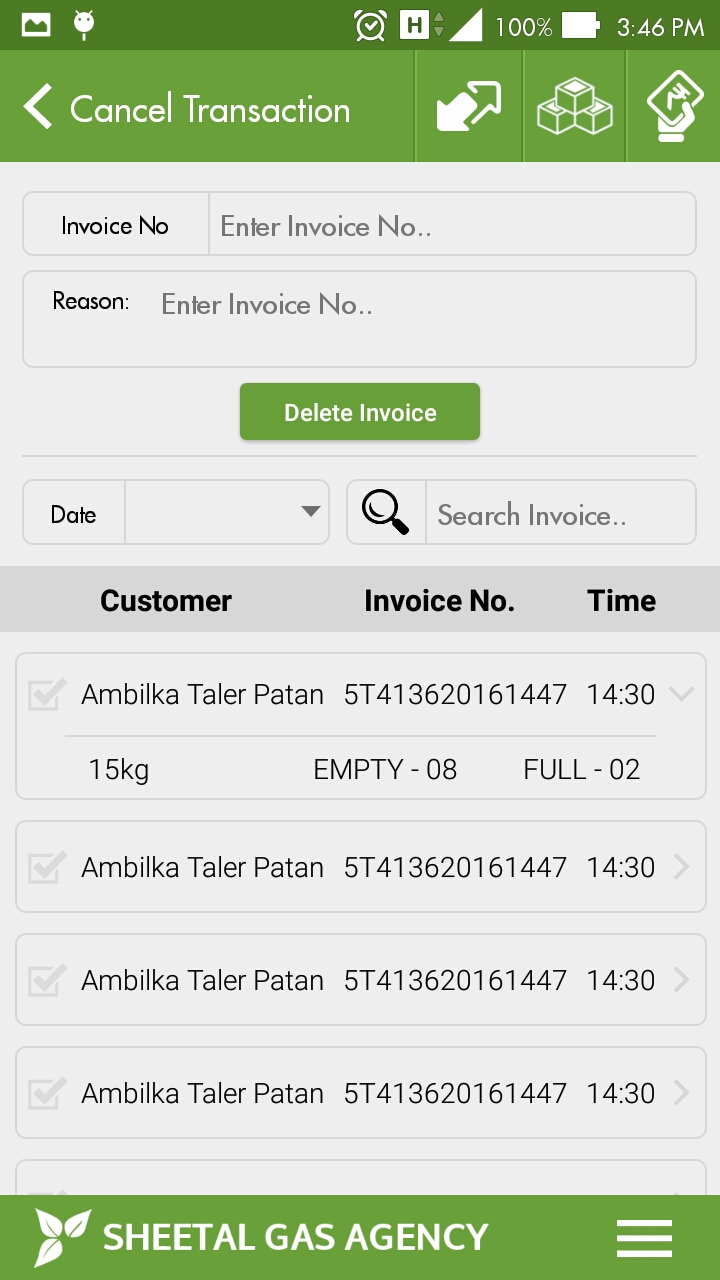 H 100% 3:46 PM
Cancel Transaction
Invoice No Enter Invoice No..
Reason: Enter Invoice No..
Delete Invoice
Date Search Invoice..
Customer Invoice No. Time
Ambilka Taler Patan 5T413620161447 14:30
15kg EMPTY - 08 FULL - 02
Ambilka Taler Patan 5T413620161447 14:30
Ambilka Taler Patan 5T413620161447 14:30
Ambilka Taler Patan 5T413620161447 14:30
SHEETAL GAS AGENCY